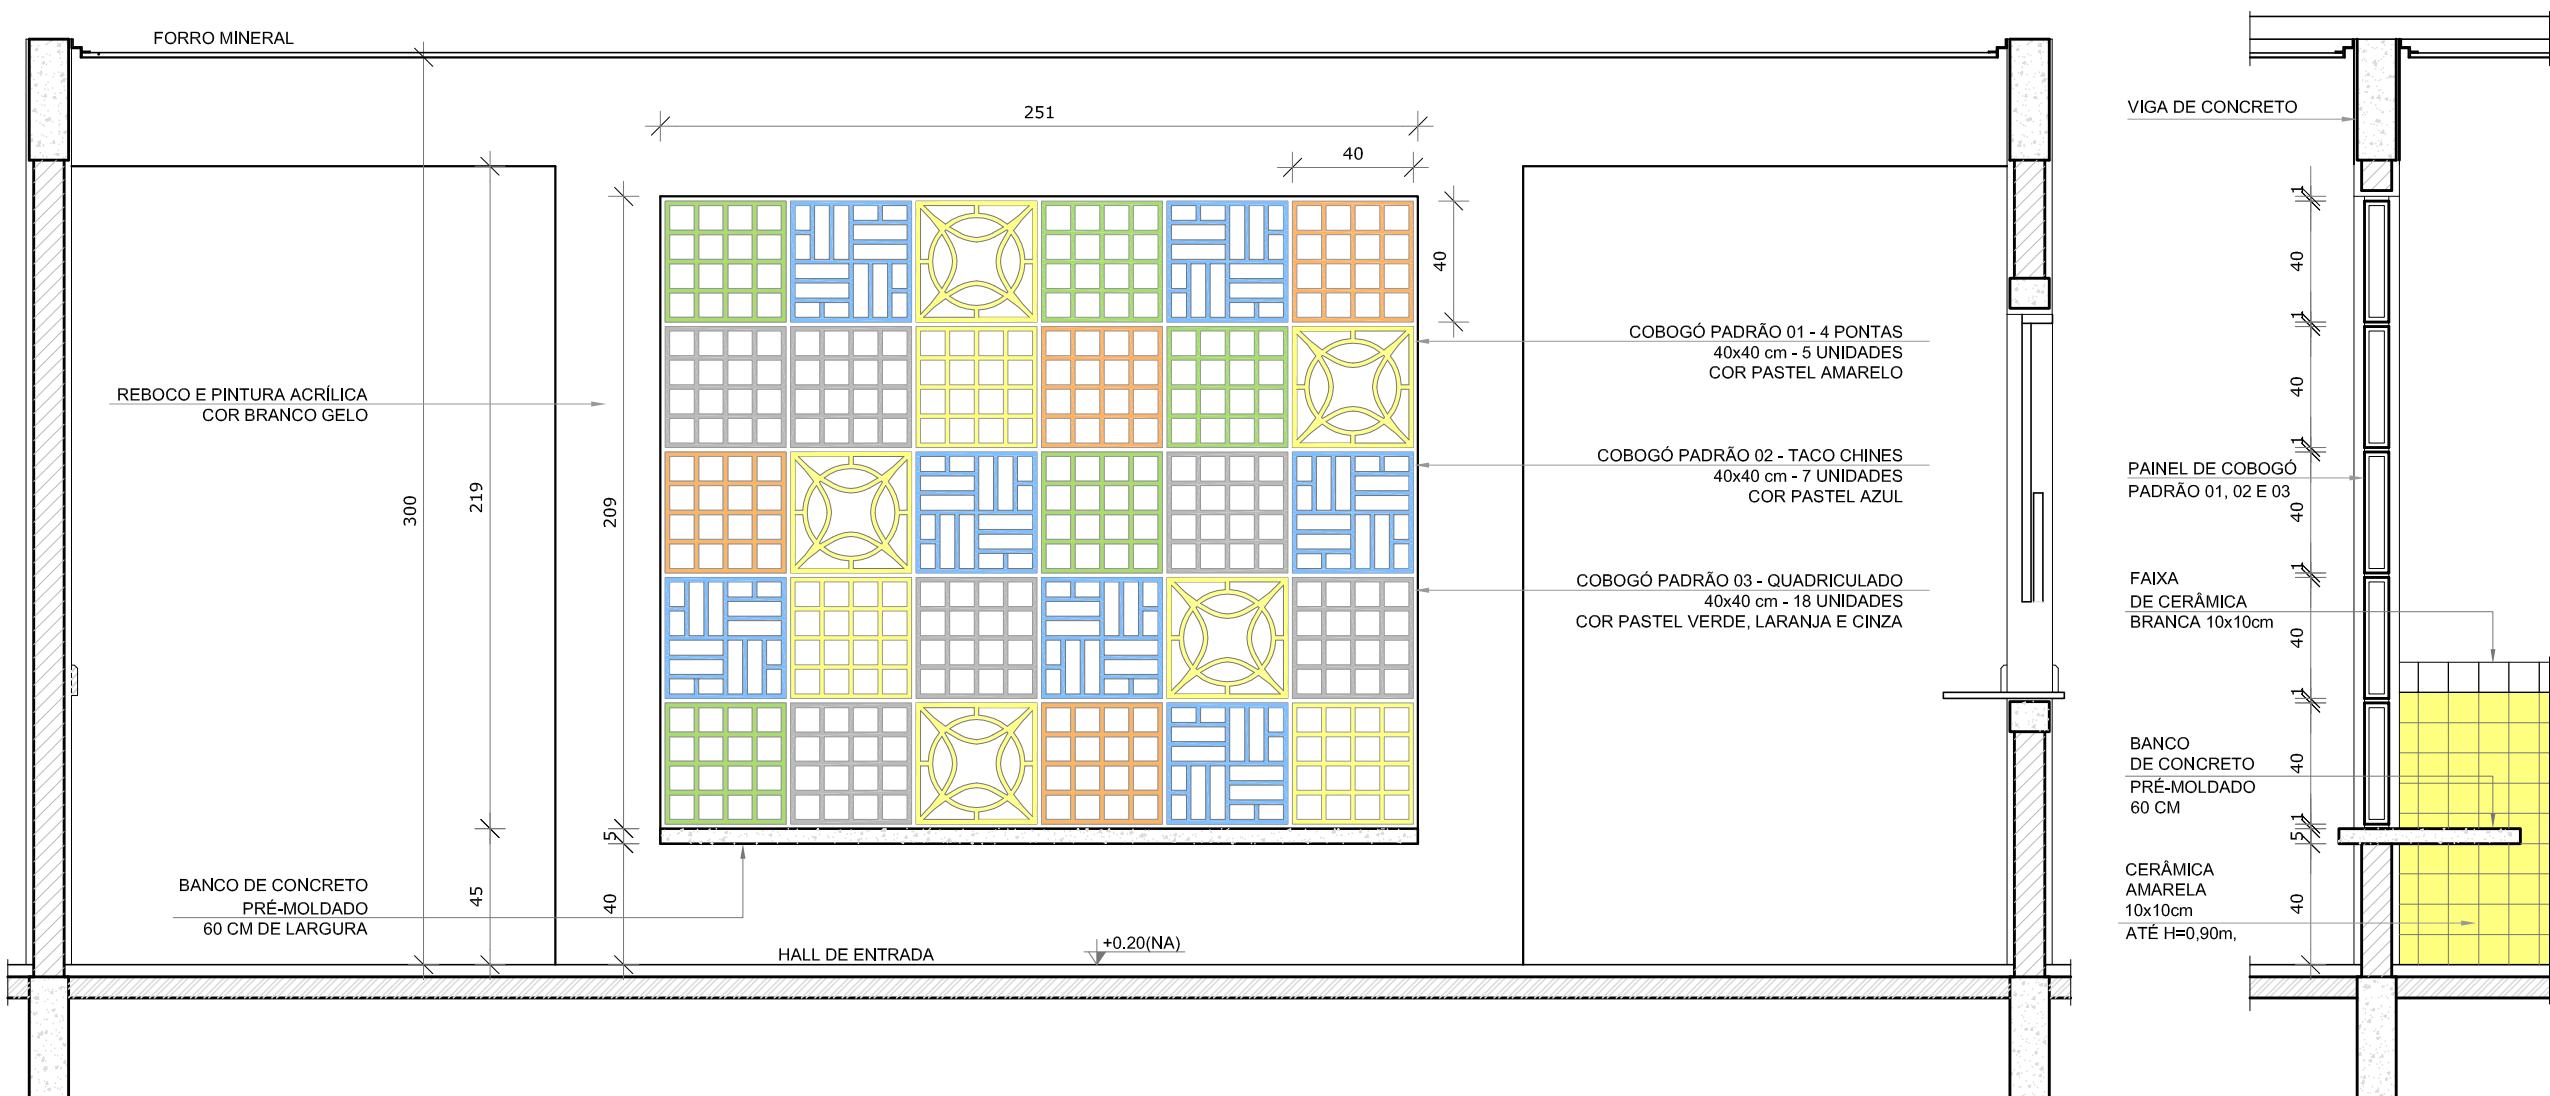 FORRO MINERAL
251
40
40
300
219
209
5
45
40
REBOCO E PINTURA ACRÍLICA
COR BRANCO GELO
BANCO DE CONCRETO
PRÉ-MOLDADO
60 CM DE LARGURA
HALL DE ENTRADA
+0.20(NA)
COBOGÓ PADRÃO 01 - 4 PONTAS
40x40 cm - 5 UNIDADES
COR PASTEL AMARELO
COBOGÓ PADRÃO 02 - TACO CHINES
40x40 cm - 7 UNIDADES
COR PASTEL AZUL
COBOGÓ PADRÃO 03 - QUADRICULADO
40x40 cm - 18 UNIDADES
COR PASTEL VERDE, LARANJA E CINZA
VIGA DE CONCRETO
PAINEL DE COBOGÓ
PADRÃO 01, 02 E 03
FAIXA
DE CERÂMICA
BRANCA 10x10cm
BANCO
DE CONCRETO
PRÉ-MOLDADO
60 CM
CERÂMICA
AMARELA
10x10cm
ATÉ H=0,90m,
1
40
1
40
1
40
1
40
1
40
1
5
40